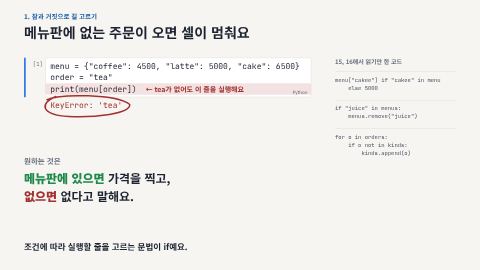 1. 참과 거짓으로 길 고르기
메뉴판에 없는 주문이 오면 셀이 멈춰요
[1] menu = {"coffee": 4500, "latte": 5000, "cake": 6500}
order = "tea"
print(menu[order]) ← tea가 없어도 이 줄을 실행해요
Python
KeyError: 'tea'
15, 16에서 읽기만 한 코드
menu["cake"] if "cake" in menu
else 5000
if "juice" in menus:
menus.remove("juice")
for o in orders:
if o not in kinds:
kinds.append(o)
원하는 것은
메뉴판에 있으면 가격을 찍고,
없으면 없다고 말해요.
조건에 따라 실행할 줄을 고르는 문법이 if예요.